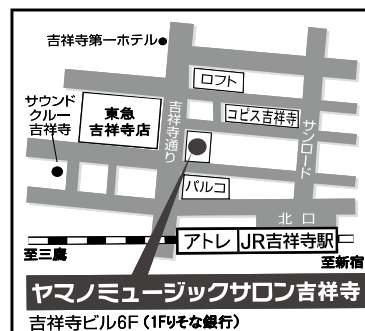 吉祥寺第一ホテル
ロフト
サウンド
クルー
吉祥寺
東急
吉祥寺店
吉祥寺通り
コピス吉祥寺
サンロード
パルコ
北口
アトレ
JR吉祥寺駅
至三鷹
至新宿
ヤマノミュージックサロン吉祥寺
吉祥寺ビル6F (1Fりそな銀行)